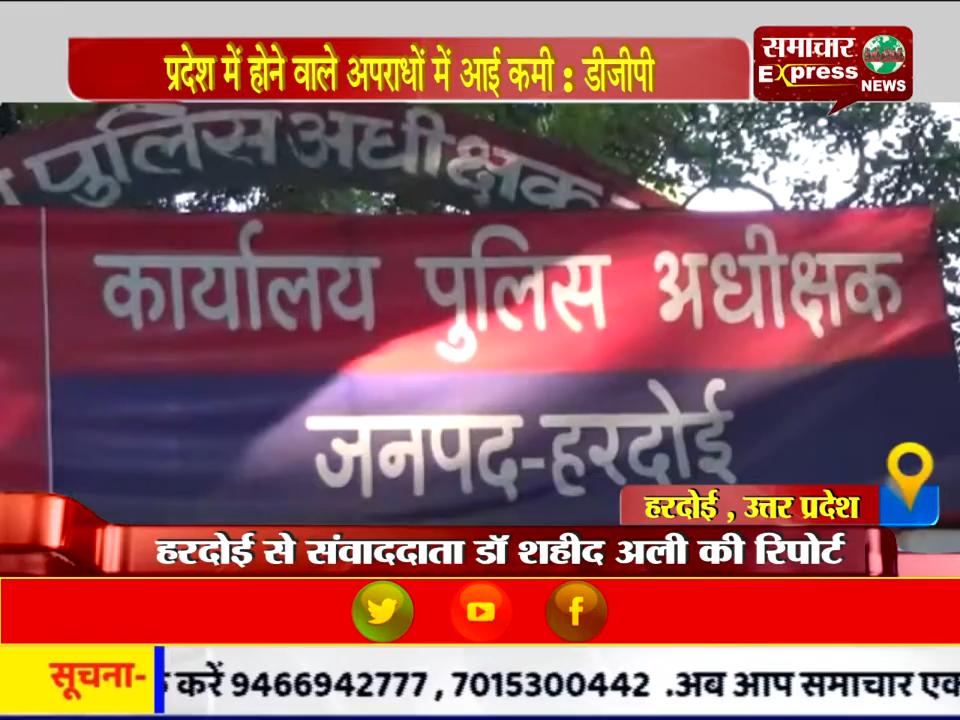 प्रदेश में होने वाले अपराधों में आई कमी : डीजीपी
समाचार
Express
NEWS
पुलिस अधीक्षक
कार्यालय पुलिस अधीक्षक
जनपद-हरदोई
हरदोई , उत्तर प्रदेश
हरदोई से संवाददाता डॉ शहीद अली की रिपोर्ट
सूचना-
करें 9466942777 , 7015300442 .अब आप समाचार